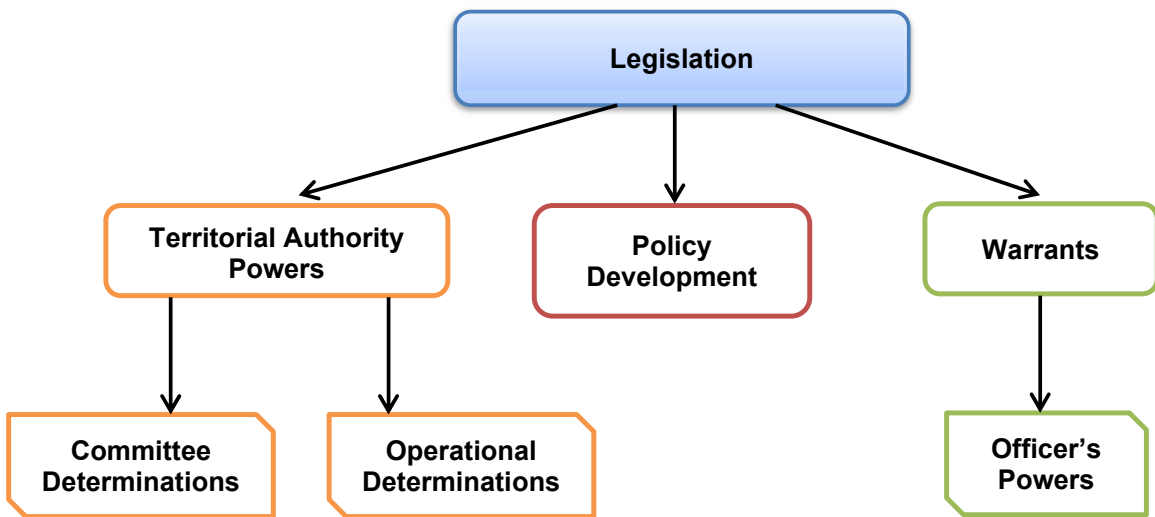 Legislation
Territorial Authority
Powers
Policy
Development
Warrants
Committee
Determinations
Operational
Determinations
Officer’s
Powers